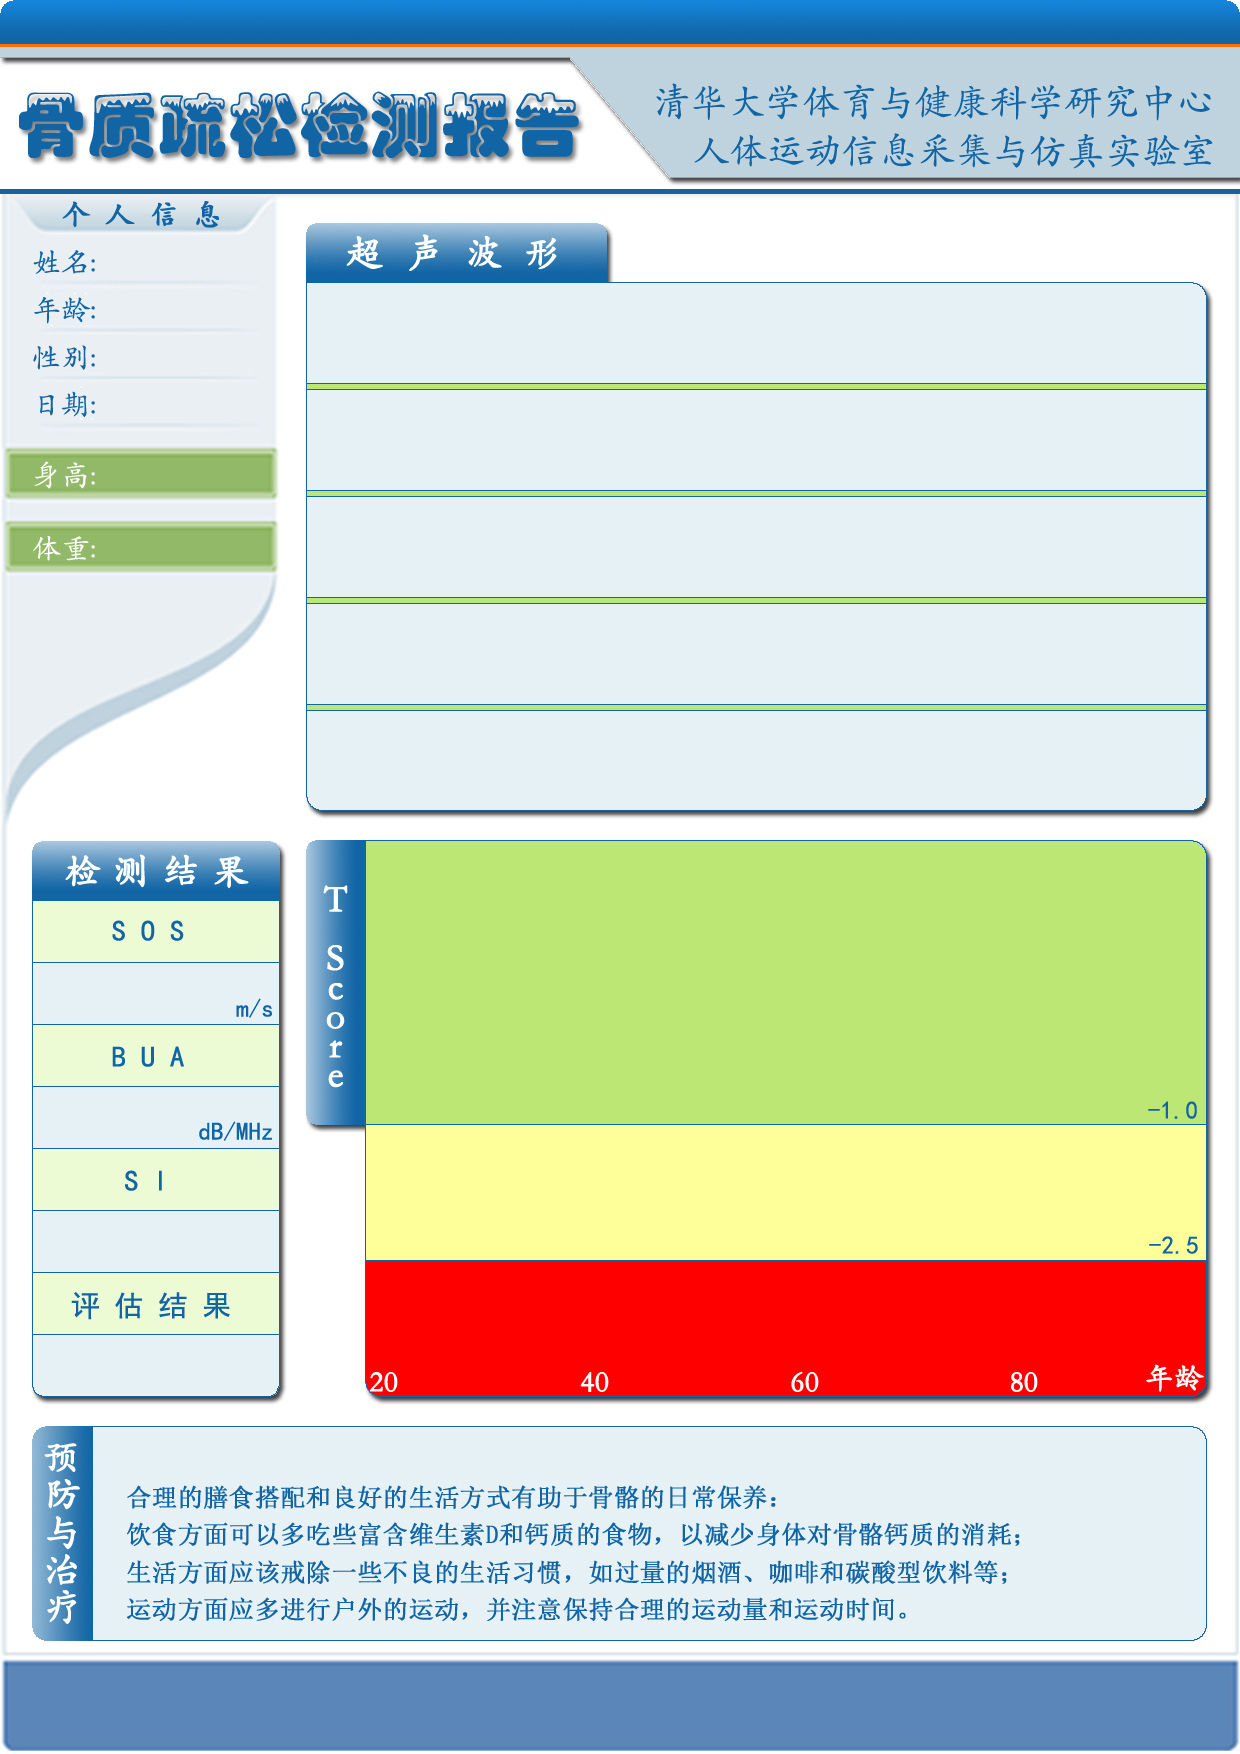 骨质疏松检测报告
清华大学体育与健康科学研究中心
人体运动信息采集与仿真实验室
个人信息
姓名:
年龄:
性别:
日期:
身高:
体重:
超声波形
检测结果
SOS
m/s
BUA
dB/MHz
SI
评估结果
T Score
-1.0
-2.5
20 40 60 80 年龄
预防与治疗
合理的膳食搭配和良好的生活方式有助于骨骼的日常保养：
饮食方面可以多吃些富含维生素D和钙质的食物，以减少身体对骨骼钙质的消耗；
生活方面应该戒除一些不良的生活习惯，如过量的烟酒、咖啡和碳酸型饮料等；
运动方面应多进行户外的运动，并注意保持合理的运动量和运动时间。